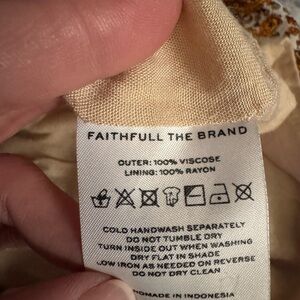 FAITHFULL THE BRAND
OUTER: 100% VISCOSE
LINING: 100% RAYON
COLD HANDWASH SEPARATELY
DO NOT TUMBLE DRY
TURN INSIDE OUT WHEN WASHING
DRY FLAT IN SHADE
LOW IRON AS NEEDED ON REVERSE
DO NOT DRY CLEAN
HANDMADE IN INDONESIA